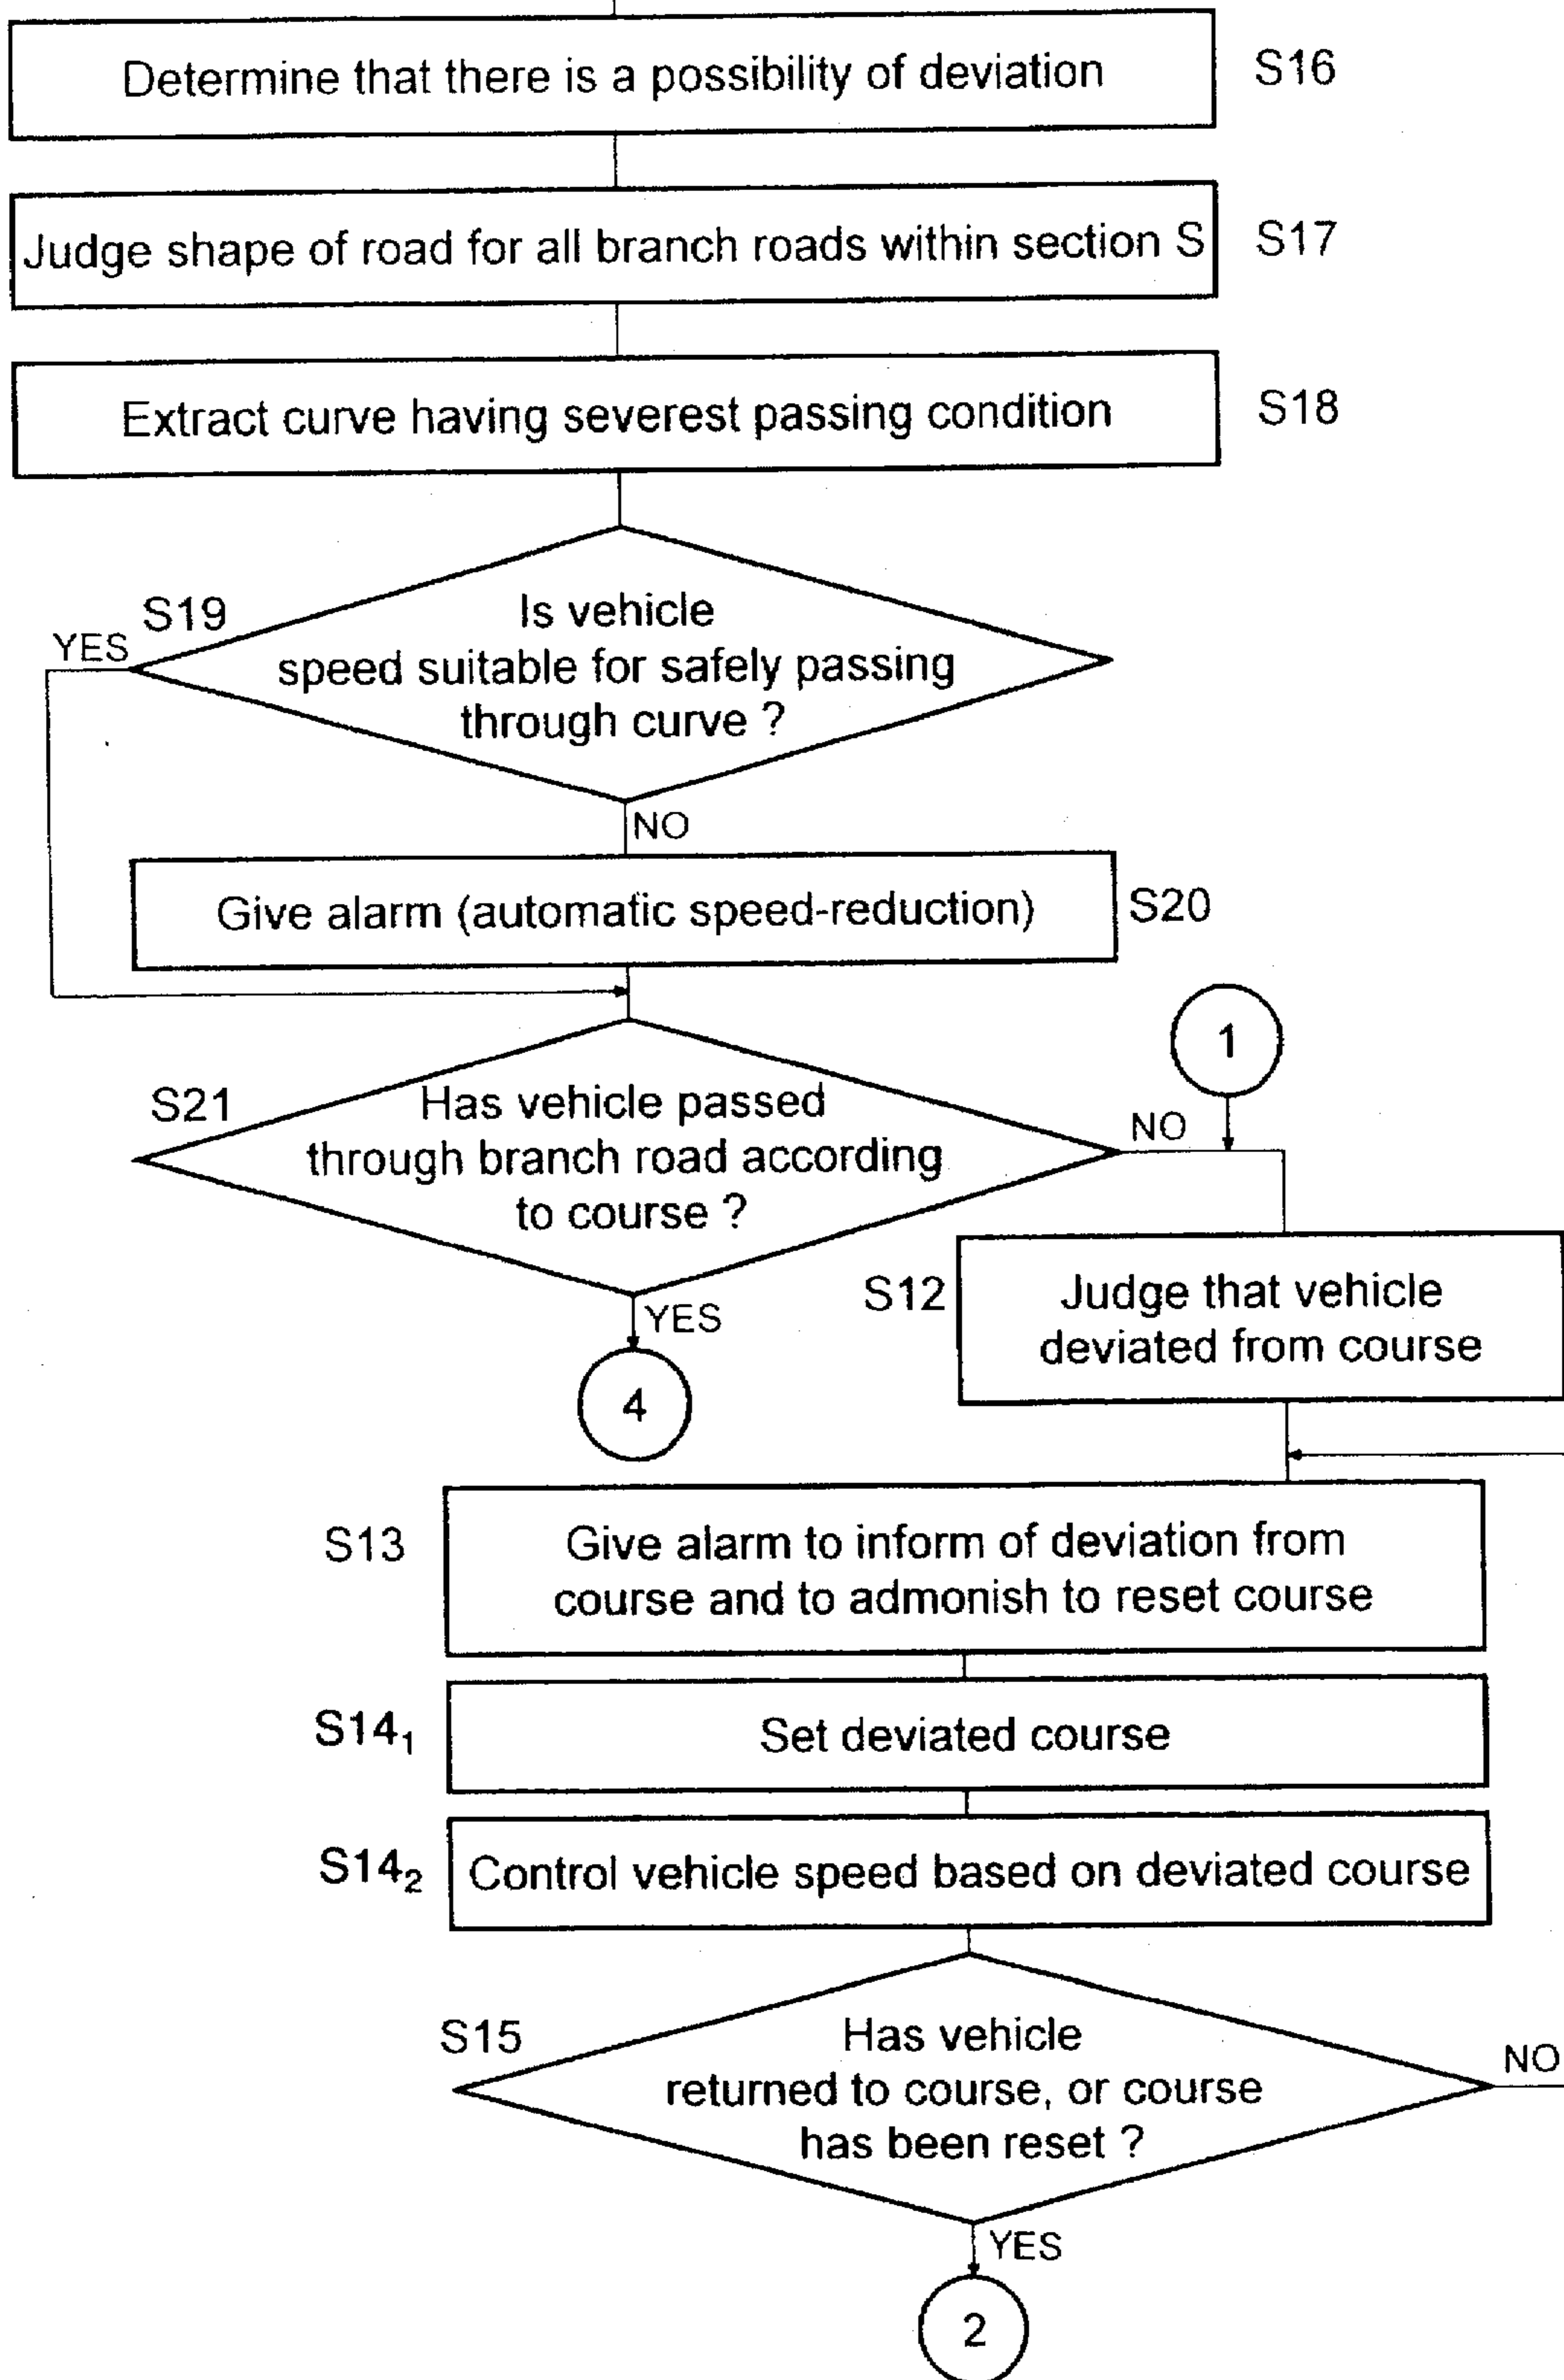 Determine that there is a possibility of deviation
S16
Judge shape of road for all branch roads within section S
S17
Extract curve having severest passing condition
S18
S19
YES
Is vehicle
speed suitable for safely passing
through curve ?
NO
Give alarm (automatic speed-reduction)
S20
1
S21
Has vehicle passed
through branch road according
to course ?
NO
YES
4
S12
Judge that vehicle
deviated from course
S13
Give alarm to inform of deviation from
course and to admonish to reset course
S14₁
Set deviated course
S14₂
Control vehicle speed based on deviated course
S15
Has vehicle
returned to course, or course
has been reset ?
NO
YES
2